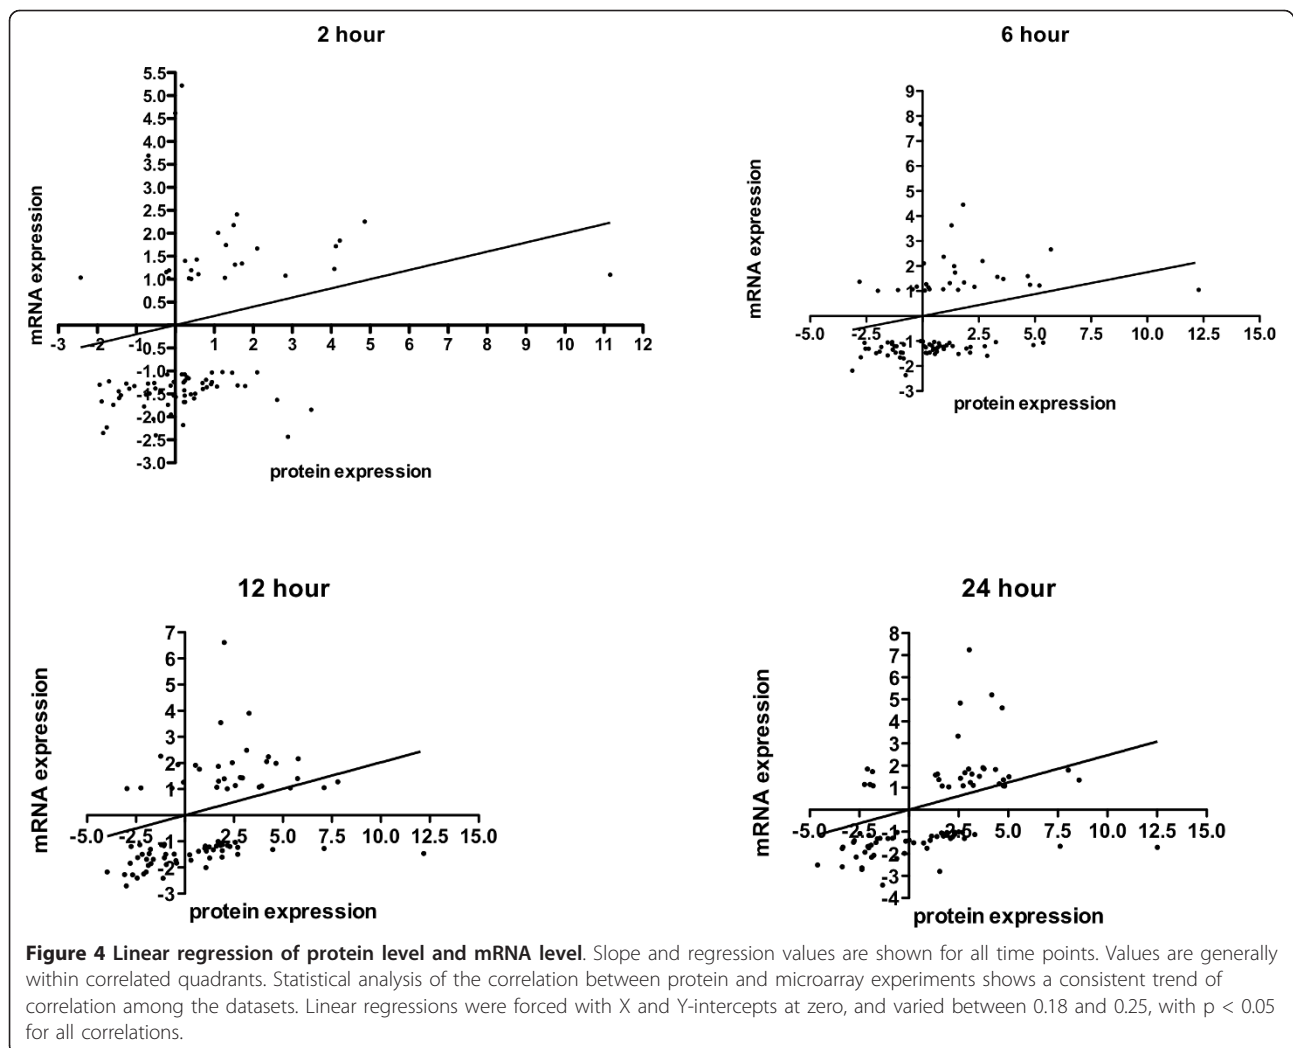 2 hour
5.5
5.0
4.5
4.0
3.5
3.0
2.5
2.0
1.5
1.0
0.5
-0.5
-1.0
-1.5
-2.0
-2.5
-3.0
-3 -2 -1 1 2 3 4 5 6 7 8 9 10 11 12
mRNA expression
protein expression
6 hour
9
8
7
6
5
4
3
2
1
-1
-2
-3
-5.0 -2.5 2.5 5.0 7.5 10.0 12.5 15.0
mRNA expression
protein expression
12 hour
7
6
5
4
3
2
1
-1
-2
-3
-5.0 -2.5 2.5 5.0 7.5 10.0 12.5 15.0
mRNA expression
protein expression
24 hour
8
7
6
5
4
3
2
1
-1
-2
-3
-4
-5.0 -2.5 2.5 5.0 7.5 10.0 12.5 15.0
mRNA expression
protein expression
Figure 4 Linear regression of protein level and mRNA level. Slope and regression values are shown for all time points. Values are generally
within correlated quadrants. Statistical analysis of the correlation between protein and microarray experiments shows a consistent trend of
correlation among the datasets. Linear regressions were forced with X and Y-intercepts at zero, and varied between 0.18 and 0.25, with p < 0.05
for all correlations.